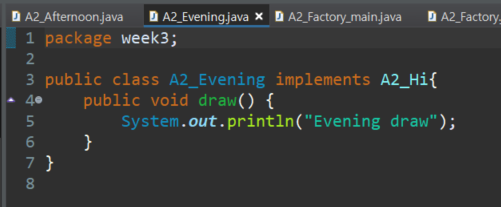 A2_Afternoon.java A2_Evening.java A2_Factory_main.java A2_Factory
1 package week3;
2
3 public class A2_Evening implements A2_Hi{
4 public void draw() {
5 System.out.println("Evening draw");
6 }
7 }
8